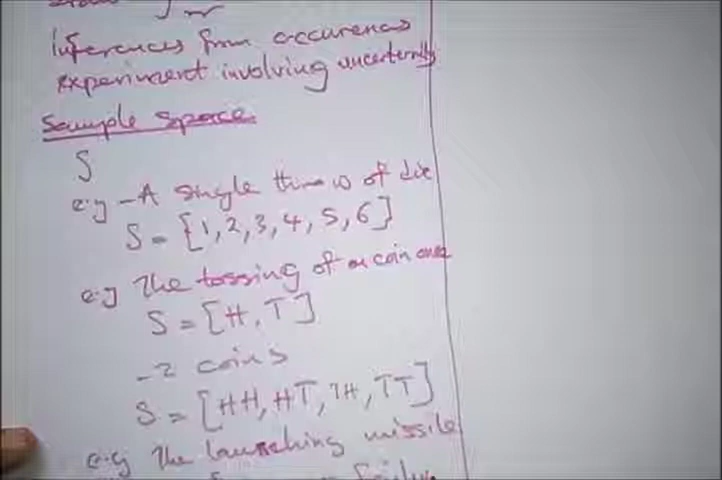 Inferences from occurences
experiment involving uncertainty
Sample space
S
e.g - A single throw of die
S = [1, 2, 3, 4, 5, 6]
e.g The tossing of a coin once
S = [H, T]
- 2 coins
S = [HH, HT, TH, TT]
e.g The launching missile